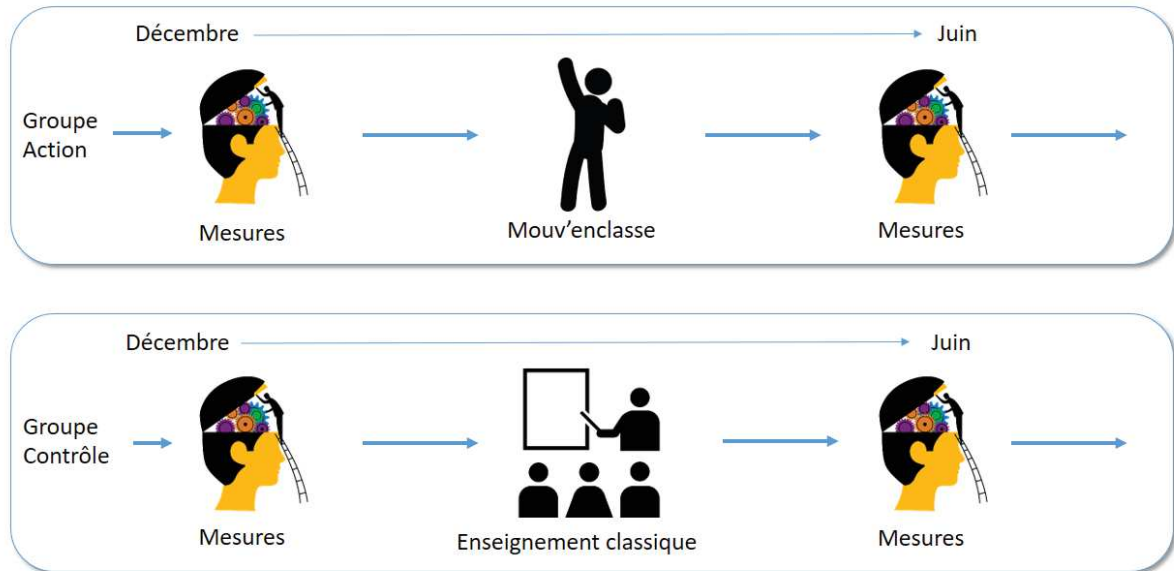 Décembre
Juin
Groupe
Action
Mesures
Mouv'enclasse
Mesures
Décembre
Juin
Groupe
Contrôle
Mesures
Enseignement classique
Mesures